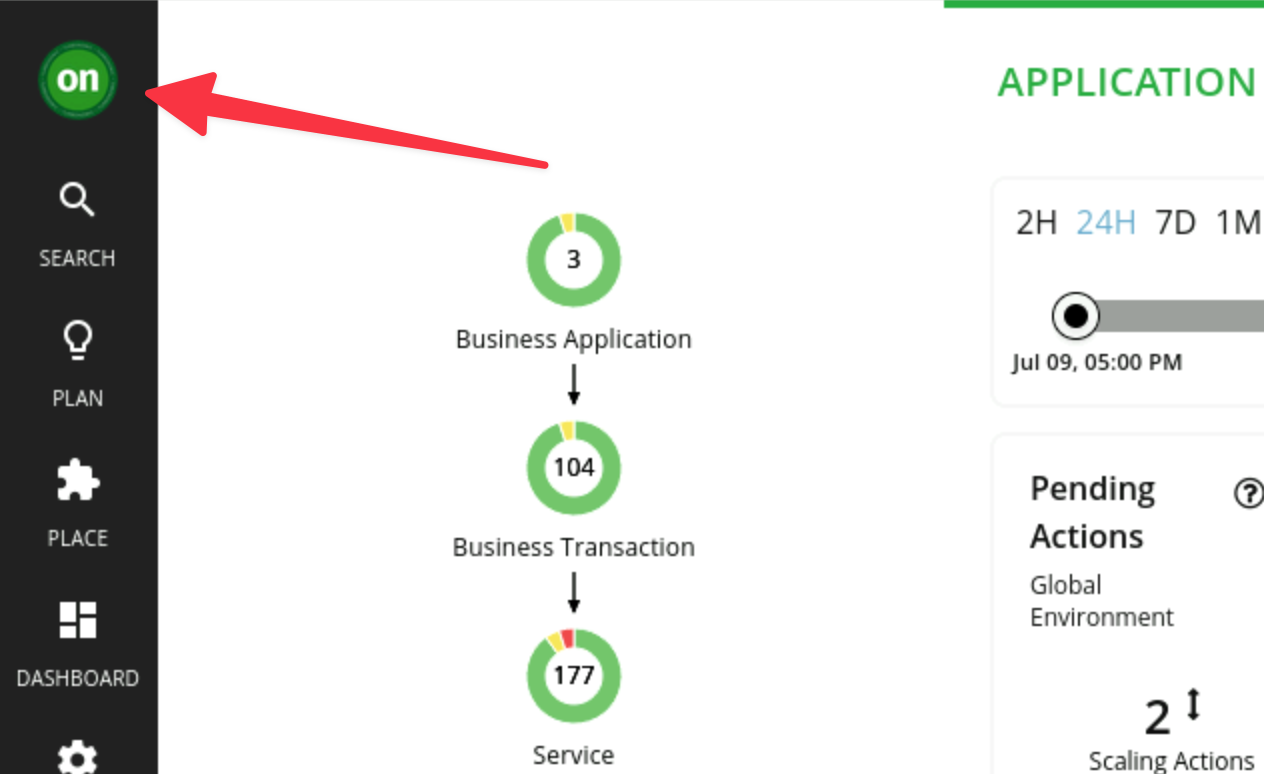 on
SEARCH
PLAN
PLACE
DASHBOARD
3
Business Application
104
Business Transaction
177
Service
APPLICATION
2H 24H 7D 1M
Jul 09, 05:00 PM
Pending
Actions
?
Global
Environment
2
Scaling Actions